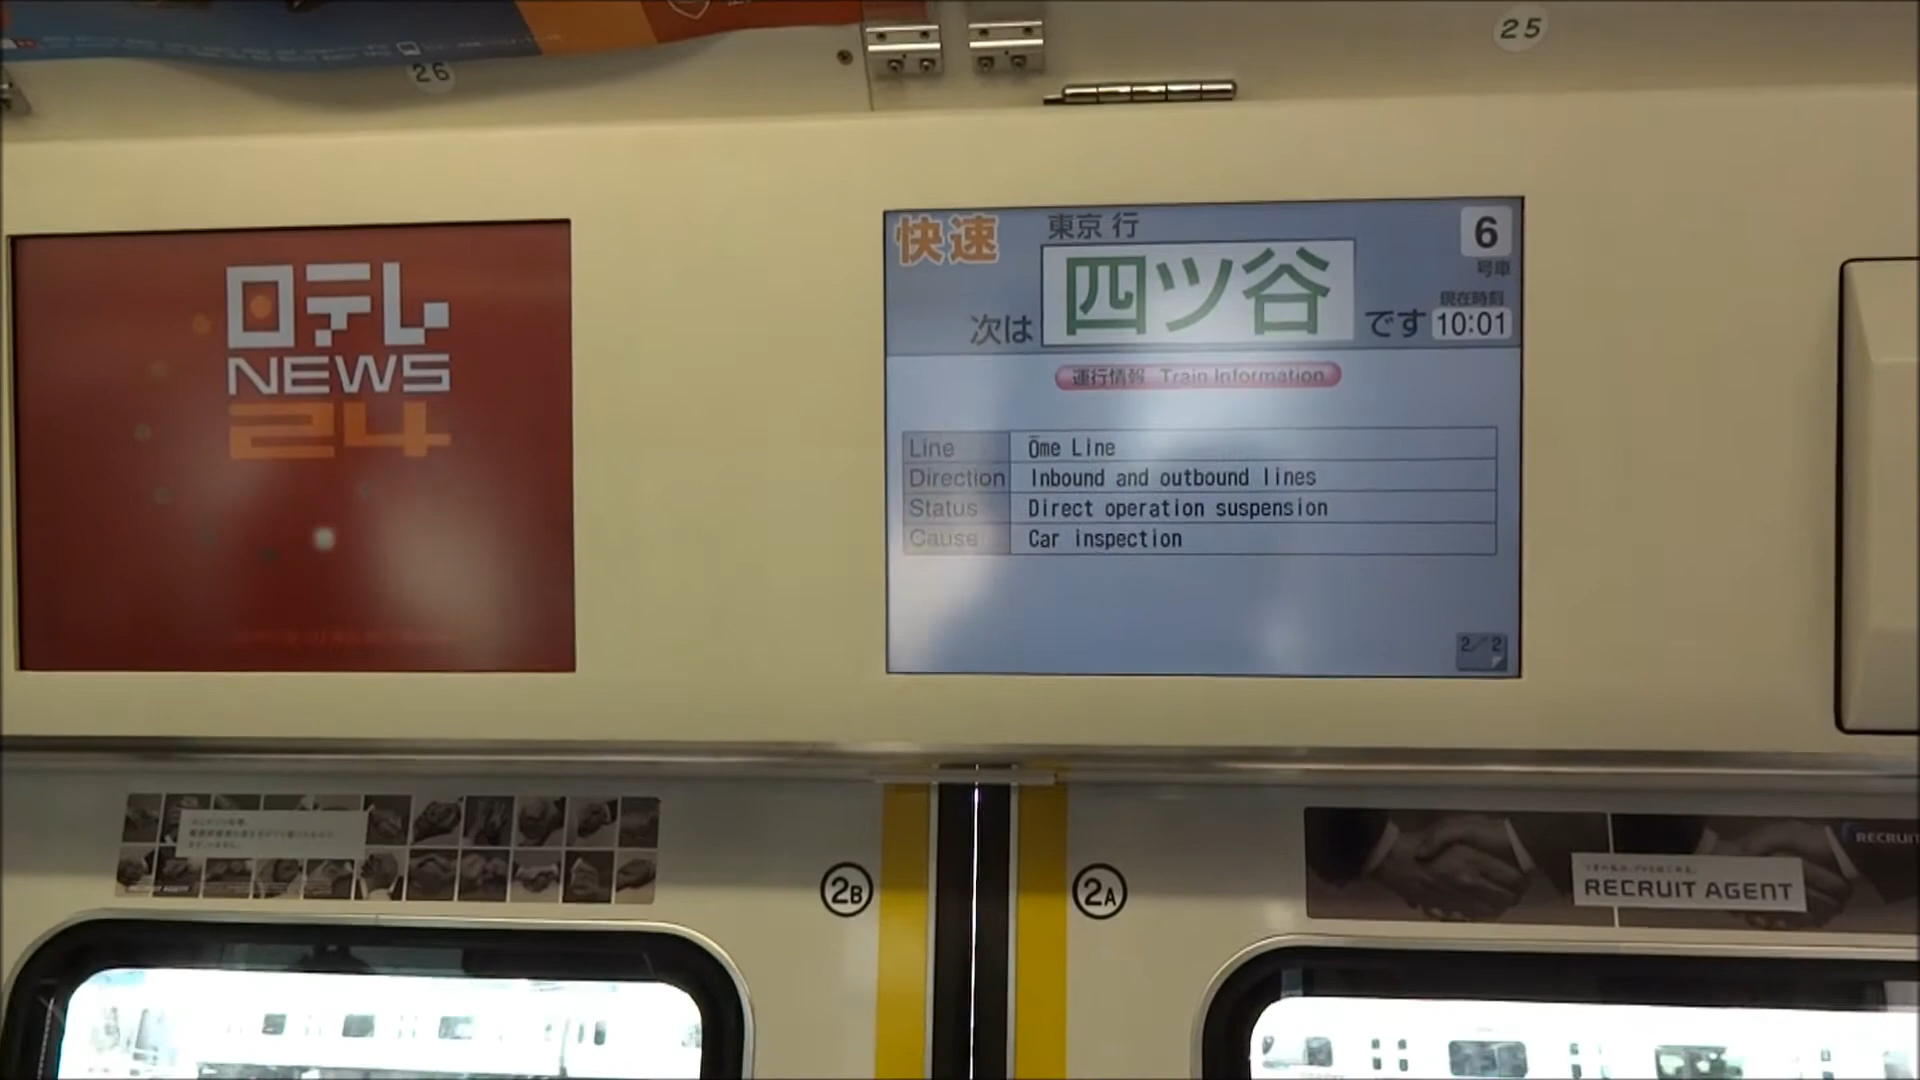 26
25
日テレ
NEWS
24
快速
東京 行
6
号車
次は
四ツ谷
です
現在時刻
10:01
運行情報 Train Information
Line Ōme Line
Direction Inbound and outbound lines
Status Direct operation suspension
Cause Car inspection
2/2
2B
2A
RECRUIT AGENT
RECRUIT
RECRUIT AGENT